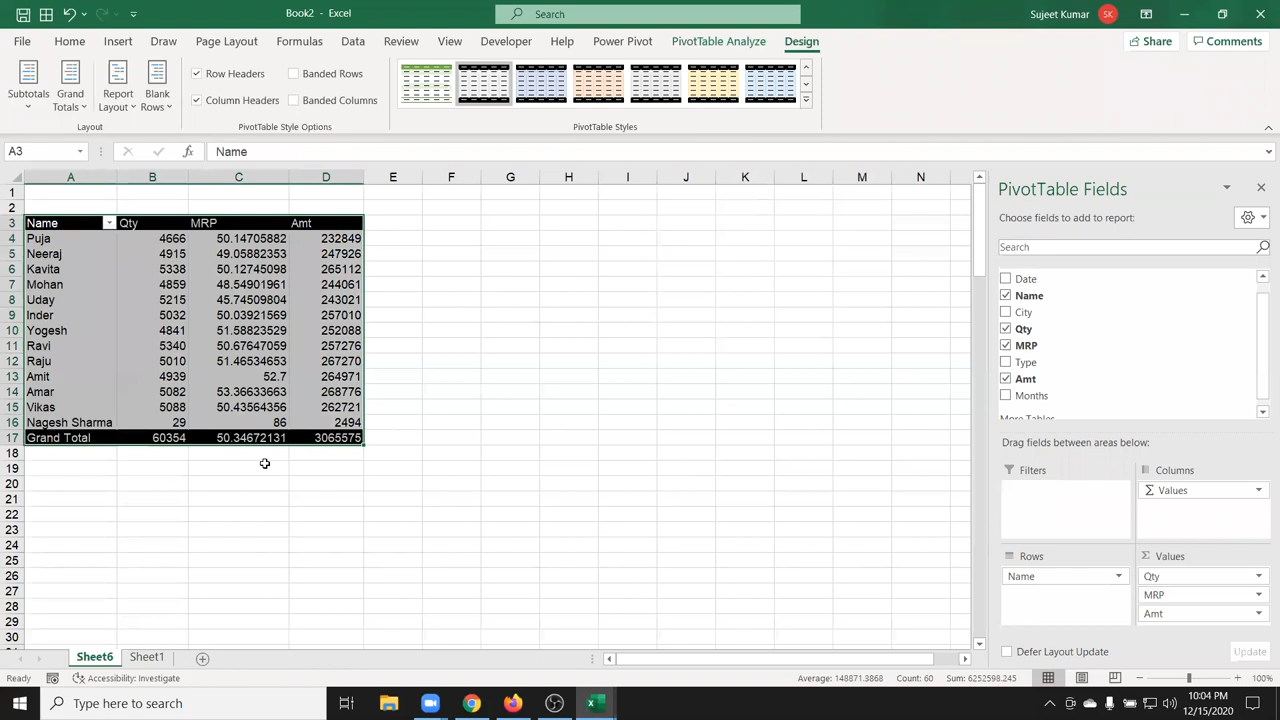 Book2 - Excel
Search
Sujeet Kumar
SK
File Home Insert Draw Page Layout Formulas Data Review View Developer Help Power Pivot PivotTable Analyze Design
Share
Comments
Subtotals
Grand Totals
Report Layout
Blank Rows
Layout
Row Headers
Banded Rows
Column Headers
Banded Columns
PivotTable Style Options
PivotTable Styles
A3
fx
Name
A B C D E F G H I J K L M N
1
2
3 Name Qty MRP Amt
4 Puja 4666 50.14705882 232849
5 Neeraj 4915 49.05882353 247926
6 Kavita 5338 50.12745098 265112
7 Mohan 4859 48.54901961 244061
8 Uday 5215 45.74509804 243021
9 Inder 5032 50.03921569 257010
10 Yogesh 4841 51.58823529 252088
11 Ravi 5340 50.67647059 257276
12 Raju 5010 51.46534653 267270
13 Amit 4939 52.7 264971
14 Amar 5082 53.36633663 268776
15 Vikas 5088 50.43564356 262721
16 Nagesh Sharma 29 86 2494
17 Grand Total 60354 50.34672131 3065575
18
19
20
21
22
23
24
25
26
27
28
29
30
PivotTable Fields
Choose fields to add to report:
Search
Date
Name
City
Qty
MRP
Type
Amt
Months
More Tables
Drag fields between areas below:
Filters
Columns
Σ Values
Rows
Σ Values
Name
Qty
MRP
Amt
Defer Layout Update
Update
Sheet6 Sheet1
Ready
Accessibility: Investigate
Average: 148871.3868 Count: 60 Sum: 6252598.245
100%
Type here to search
10:04 PM
12/15/2020